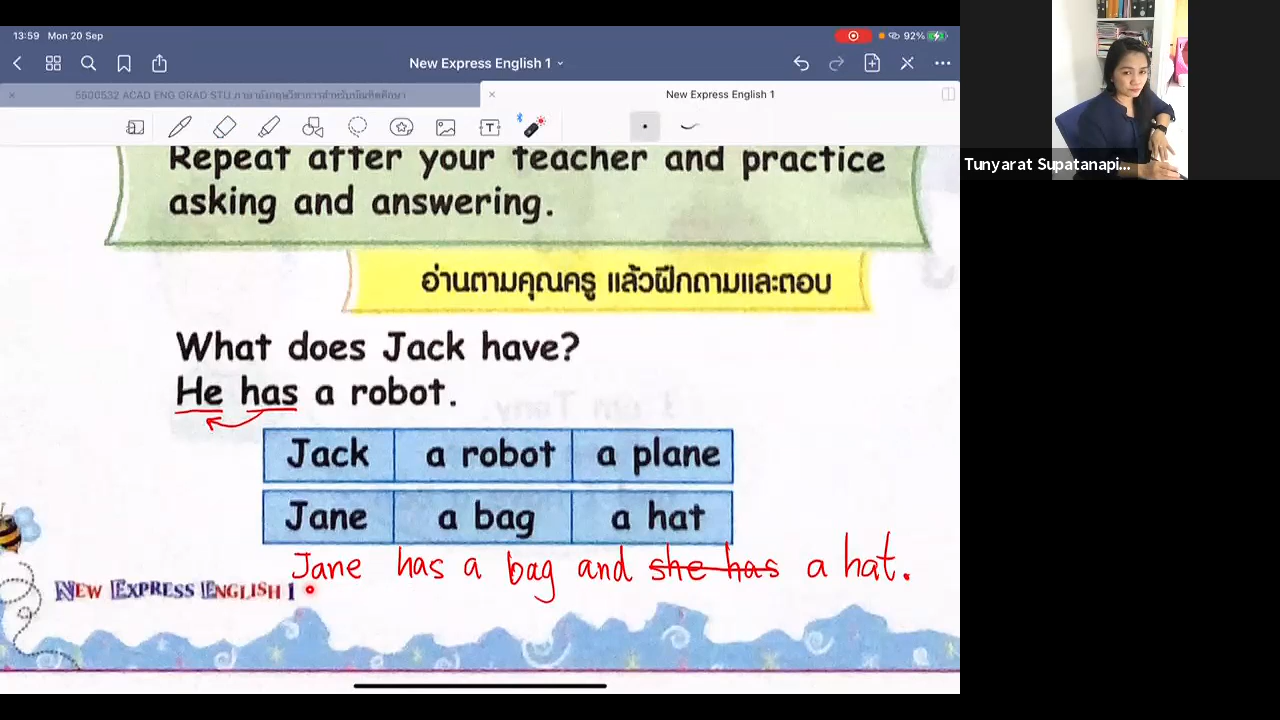 13:59 Mon 20 Sep
92%
New Express English 1
5500532 ACAD ENG GRAD STU ภาษาอังกฤษวิชาการสำหรับบัณฑิตศึกษา
New Express English 1
Tunyarat Supatanapi...
Repeat after your teacher and practice
asking and answering.
อ่านตามคุณครู แล้วฝึกถามและตอบ
What does Jack have?
He has a robot.
Jack a robot a plane
Jane a bag a hat
Jane has a bag and she has a hat.
NEW EXPRESS ENGLISH 1